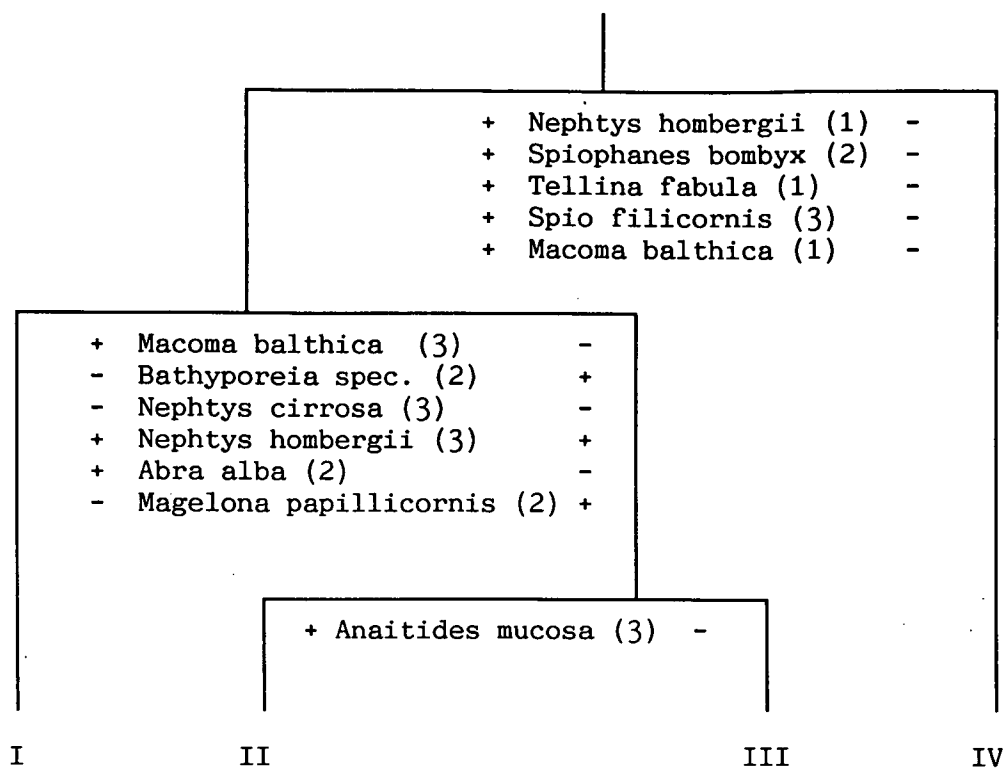 + Nephtys hombergii (1) -
+ Spiophanes bombyx (2) -
+ Tellina fabula (1) -
+ Spio filicornis (3) -
+ Macoma balthica (1) -
+ Macoma balthica (3) -
- Bathyporeia spec. (2) +
- Nephtys cirrosa (3) -
+ Nephtys hombergii (3) +
+ Abra alba (2) -
- Magelona papillicornis (2) +
+ Anaitides mucosa (3) -
I II III IV